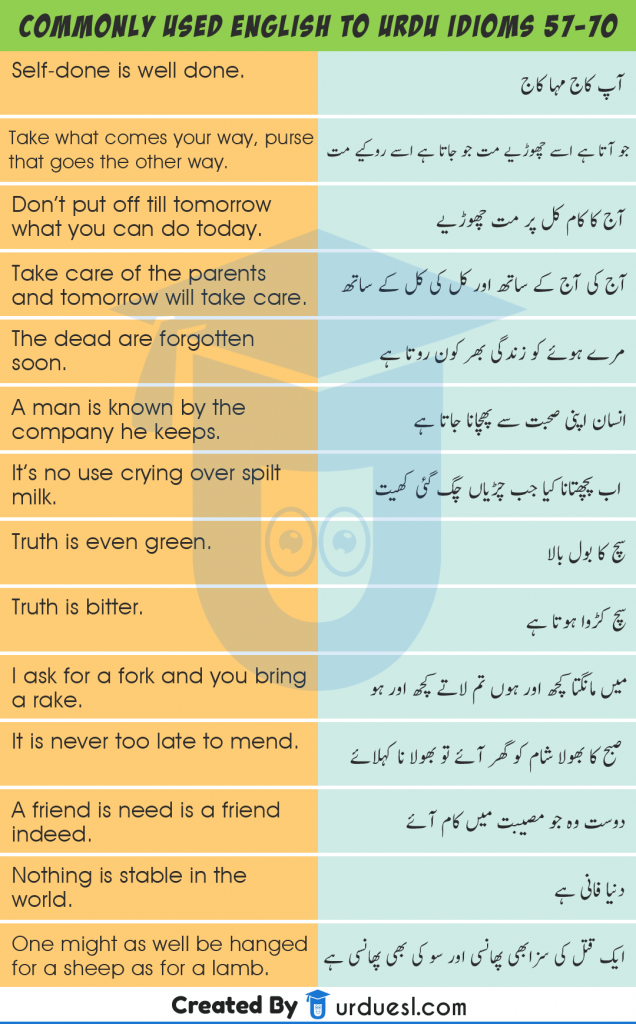 COMMONLY USED ENGLISH TO URDU IDIOMS 57-70
Self-done is well done.
آپ کاج مہا کاج
Take what comes your way, purse
that goes the other way.
جو آتا ہے اسے چھوڑیے مت جو جاتا ہے اسے روکیے مت
Don't put off till tomorrow
what you can do today.
آج کا کام کل پر مت چھوڑیے
Take care of the parents
and tomorrow will take care.
آج کی آج کے ساتھ اور کل کی کل کے ساتھ
The dead are forgotten
soon.
مرے ہوئے کو زندگی بھر کون روتا ہے
A man is known by the
company he keeps.
انسان اپنی صحبت سے پہچانا جاتا ہے
It's no use crying over spilt
milk.
اب پچھتانا کیا جب چڑیاں چگ گئی کھیت
Truth is even green.
سچ کا بول بالا
Truth is bitter.
سچ کڑوا ہوتا ہے
I ask for a fork and you bring
a rake.
میں مانگتا کچھ اور ہوں تم لاتے کچھ اور ہو
It is never too late to mend.
صبح کا بھولا شام کو گھر آئے تو بھولا نا کہلائے
A friend is need is a friend
indeed.
دوست وہ جو مصیبت میں کام آئے
Nothing is stable in the
world.
دنیا فانی ہے
One might as well be hanged
for a sheep as for a lamb.
ایک قتل کی سزابھی پھانسی اور سو کی بھی پھانسی ہے
Created By urduesl.com